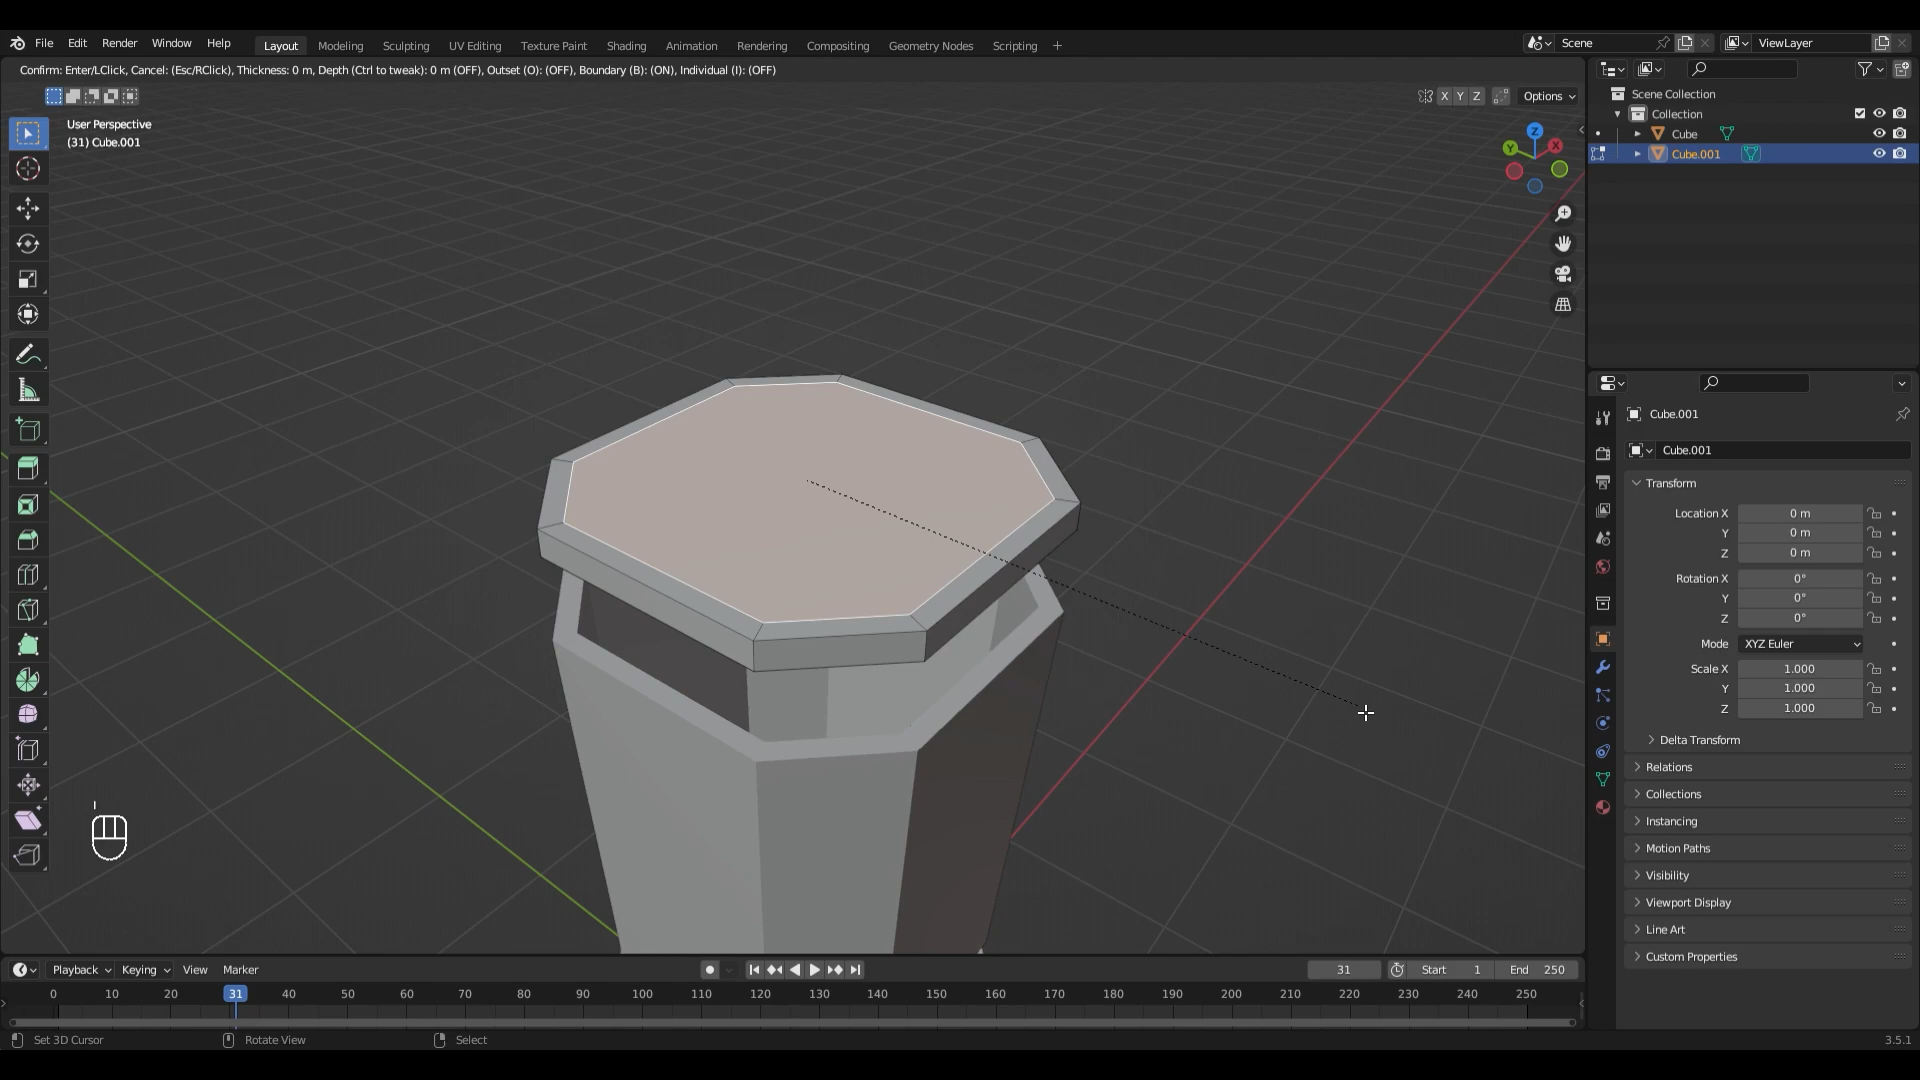 File Edit Render Window Help Layout Modeling Sculpting UV Editing Texture Paint Shading Animation Rendering Compositing Geometry Nodes Scripting + Scene ViewLayer
Confirm: Enter/LClick, Cancel: (Esc/RClick), Thickness: 0 m, Depth (Ctrl to tweak): 0 m (OFF), Outset (O): (OFF), Boundary (B): (ON), Individual (I): (OFF)
X Y Z Options
User Perspective
(31) Cube.001
Z
Y X
Scene Collection
Collection
Cube
Cube.001
Cube.001
Cube.001
Transform
Location X 0 m
Y 0 m
Z 0 m
Rotation X 0°
Y 0°
Z 0°
Mode XYZ Euler
Scale X 1.000
Y 1.000
Z 1.000
Delta Transform
Relations
Collections
Instancing
Motion Paths
Visibility
Viewport Display
Line Art
Custom Properties
I
Playback Keying View Marker 31 Start 1 End 250
0 10 20 31 40 50 60 70 80 90 100 110 120 130 140 150 160 170 180 190 200 210 220 230 240 250
Set 3D Cursor Rotate View Select 3.5.1